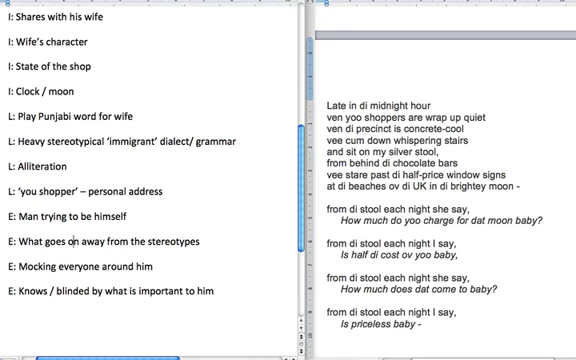 I: Shares with his wife
I: Wife's character
I: State of the shop
I: Clock / moon
L: Play Punjabi word for wife
L: Heavy stereotypical 'immigrant' dialect/ grammar
L: Alliteration
L: 'you shopper' – personal address
E: Man trying to be himself
E: What goes on away from the stereotypes
E: Mocking everyone around him
E: Knows / blinded by what is important to him
Late in di midnight hour
ven yoo shoppers are wrap up quiet
ven di precinct is concrete-cool
vee cum down whispering stairs
and sit on my silver stool,
from behind di chocolate bars
vee stare past di half-price window signs
at di beaches ov di UK in di brightey moon -
from di stool each night she say,
How much do yoo charge for dat moon baby?
from di stool each night I say,
Is half di cost ov yoo baby,
from di stool each night she say,
How much does dat come to baby?
from di stool each night I say,
Is priceless baby -